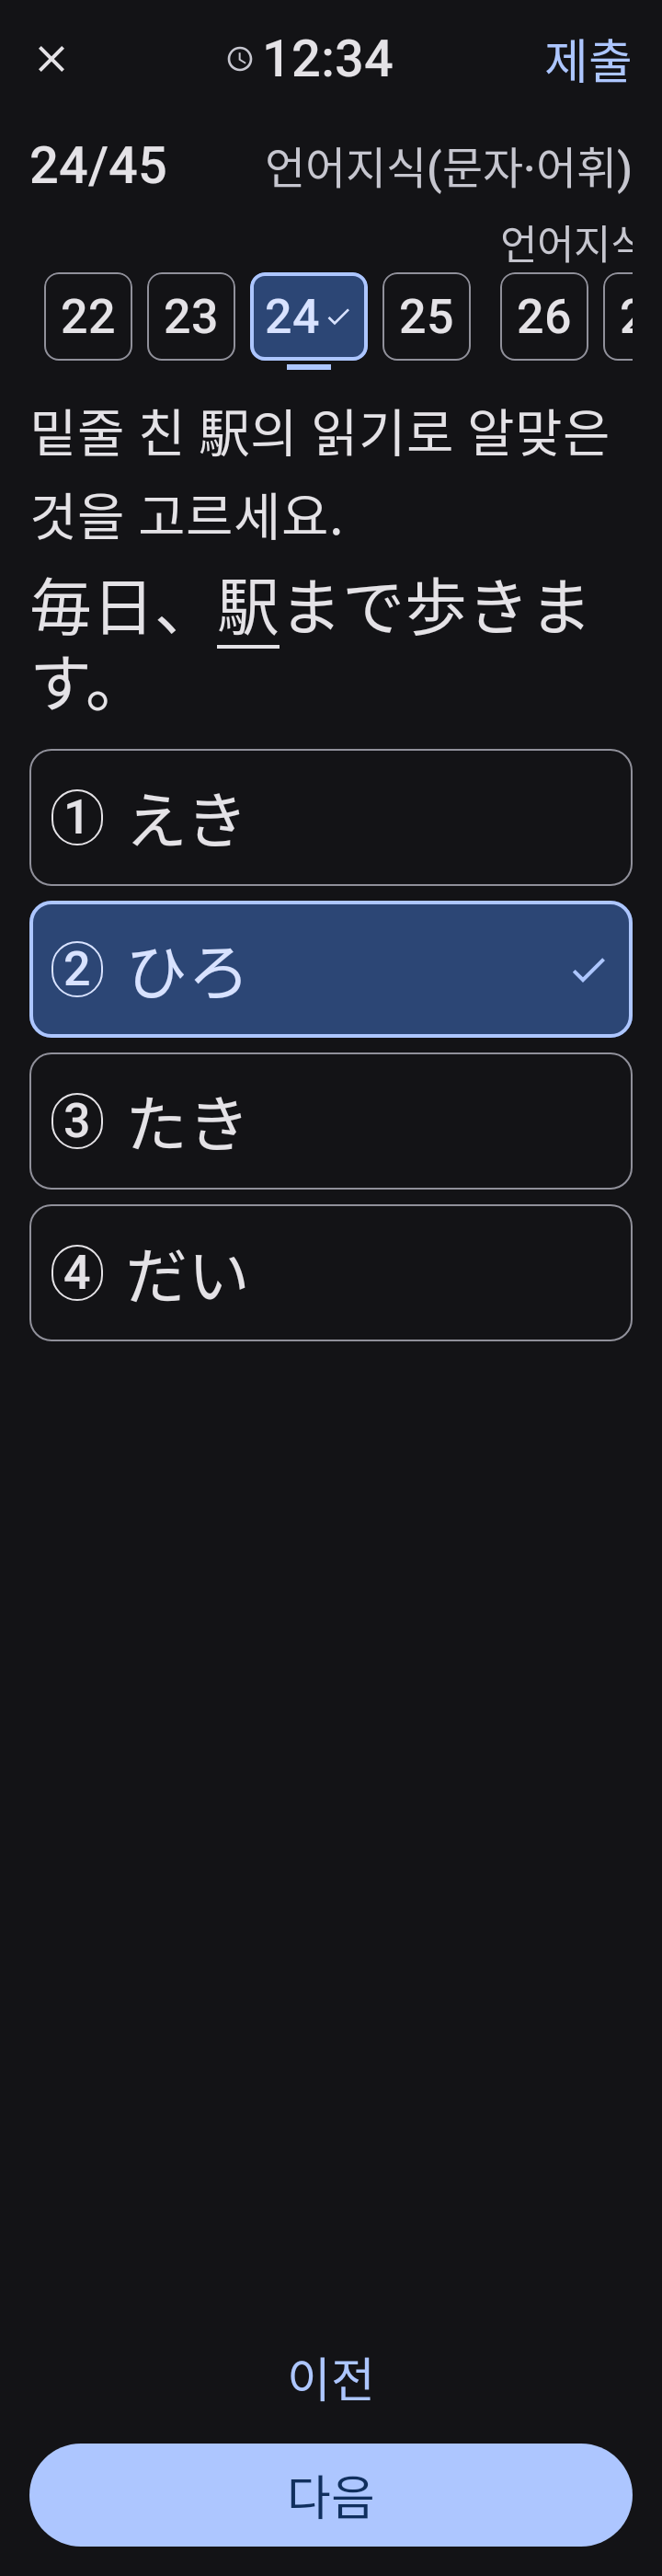 12:34 제출
24/45 언어지식(문자·어휘)
언어지
22 23 24 25 26
밑줄 친 駅의 읽기로 알맞은
것을 고르세요.
毎日、駅まで歩きま
す。
① えき
② ひろ
③ たき
④ だい
이전
다음